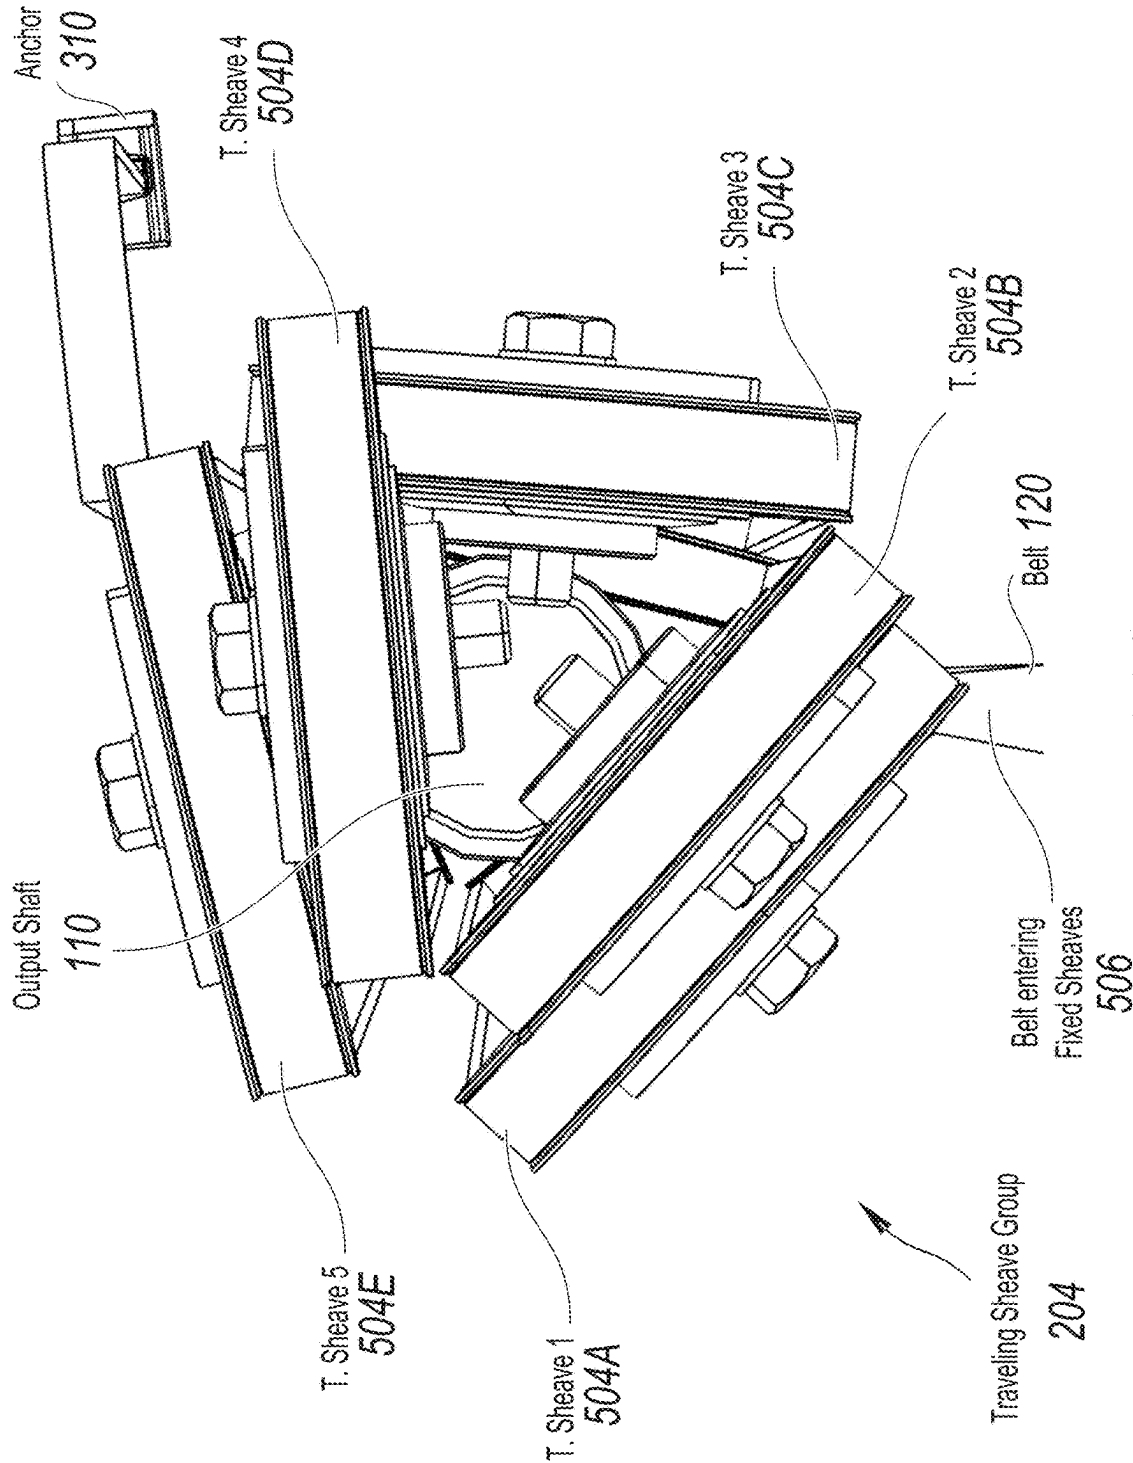 Anchor
310
T. Sheave 4
504D
T. Sheave 3
504C
T. Sheave 2
504B
Belt 120
Output Shaft
110
Belt entering
Fixed Sheaves
506
T. Sheave 5
504E
T. Sheave 1
504A
Traveling Sheave Group
204